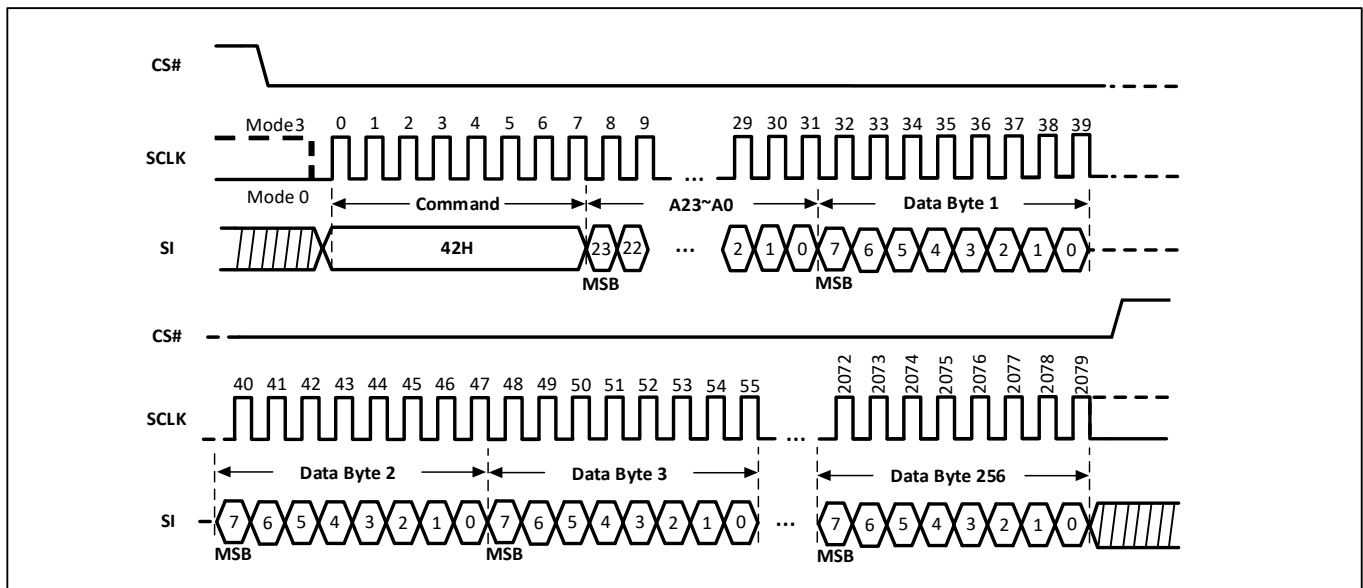 CS#
Mode3 0 1 2 3 4 5 6 7 8 9 29 30 31 32 33 34 35 36 37 38 39
SCLK ...
Mode 0 Command A23~A0 Data Byte 1
SI 42H 23 22 ... 2 1 0 7 6 5 4 3 2 1 0
MSB MSB
CS#
40 41 42 43 44 45 46 47 48 49 50 51 52 53 54 55 2072 2073 2074 2075 2076 2077 2078 2079
SCLK ...
Data Byte 2 Data Byte 3 Data Byte 256
SI 7 6 5 4 3 2 1 0 7 6 5 4 3 2 1 0 ... 7 6 5 4 3 2 1 0
MSB MSB MSB